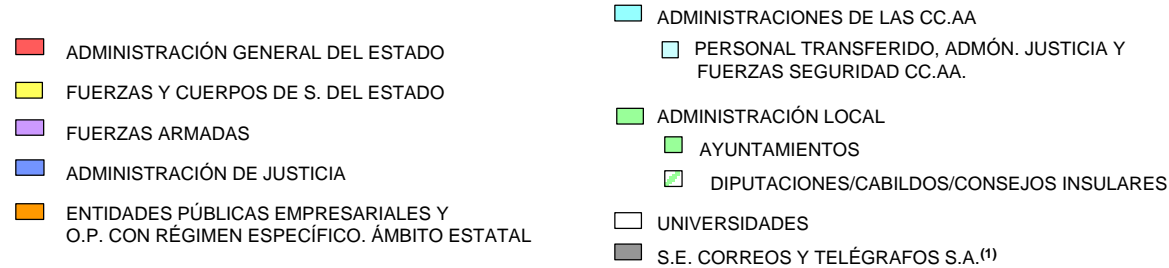 ADMINISTRACIÓN GENERAL DEL ESTADO
FUERZAS Y CUERPOS DE S. DEL ESTADO
FUERZAS ARMADAS
ADMINISTRACIÓN DE JUSTICIA
ENTIDADES PÚBLICAS EMPRESARIALES Y
O.P. CON RÉGIMEN ESPECÍFICO. ÁMBITO ESTATAL
ADMINISTRACIONES DE LAS CC.AA
PERSONAL TRANSFERIDO, ADMÓN. JUSTICIA Y
FUERZAS SEGURIDAD CC.AA.
ADMINISTRACIÓN LOCAL
AYUNTAMIENTOS
DIPUTACIONES/CABILDOS/CONSEJOS INSULARES
UNIVERSIDADES
S.E. CORREOS Y TELÉGRAFOS S.A.(1)